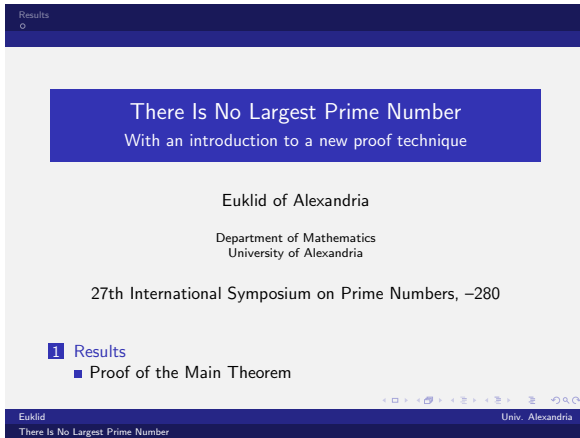 Results
There Is No Largest Prime Number
With an introduction to a new proof technique
Euklid of Alexandria
Department of Mathematics
University of Alexandria
27th International Symposium on Prime Numbers, –280
1 Results
Proof of the Main Theorem
Euklid Univ. Alexandria
There Is No Largest Prime Number